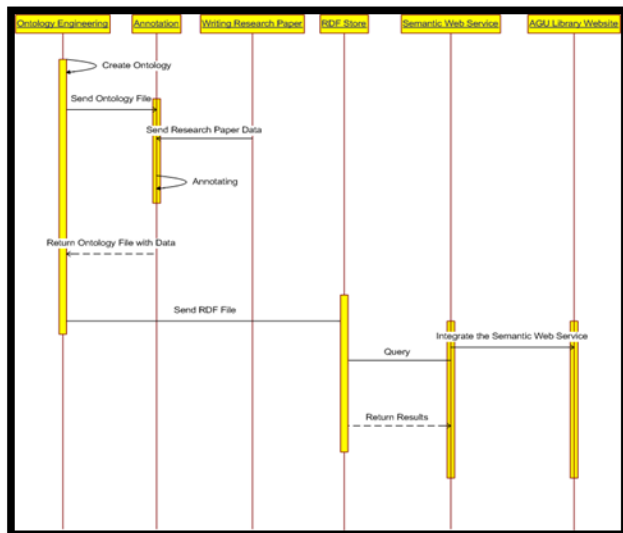 Ontology Engineering
Annotation
Writing Research Paper
RDF Store
Semantic Web Service
AGU Library Website
Create Ontology
Send Ontology File
Send Research Paper Data
Annotating
Return Ontology File with Data
Send RDF File
Integrate the Semantic Web Service
Query
Return Results